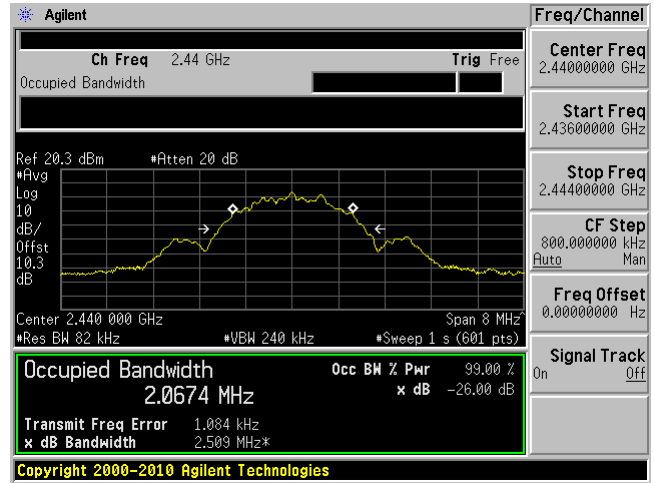 Agilent
Freq/Channel
Ch Freq 2.44 GHz Trig Free
Occupied Bandwidth
Center Freq
2.44000000 GHz
Start Freq
2.43600000 GHz
Stop Freq
2.44400000 GHz
CF Step
800.000000 kHz
Auto Man
Freq Offset
0.00000000 Hz
Signal Track
On Off
Ref 20.3 dBm #Atten 20 dB
#Avg
Log
10
dB/
Offst
10.3
dB
Center 2.440 000 GHz Span 8 MHz^
#Res BW 82 kHz #VBW 240 kHz #Sweep 1 s (601 pts)
Occupied Bandwidth Occ BW % Pwr 99.00 %
2.0674 MHz x dB -26.00 dB
Transmit Freq Error 1.084 kHz
x dB Bandwidth 2.509 MHz*
Copyright 2000-2010 Agilent Technologies